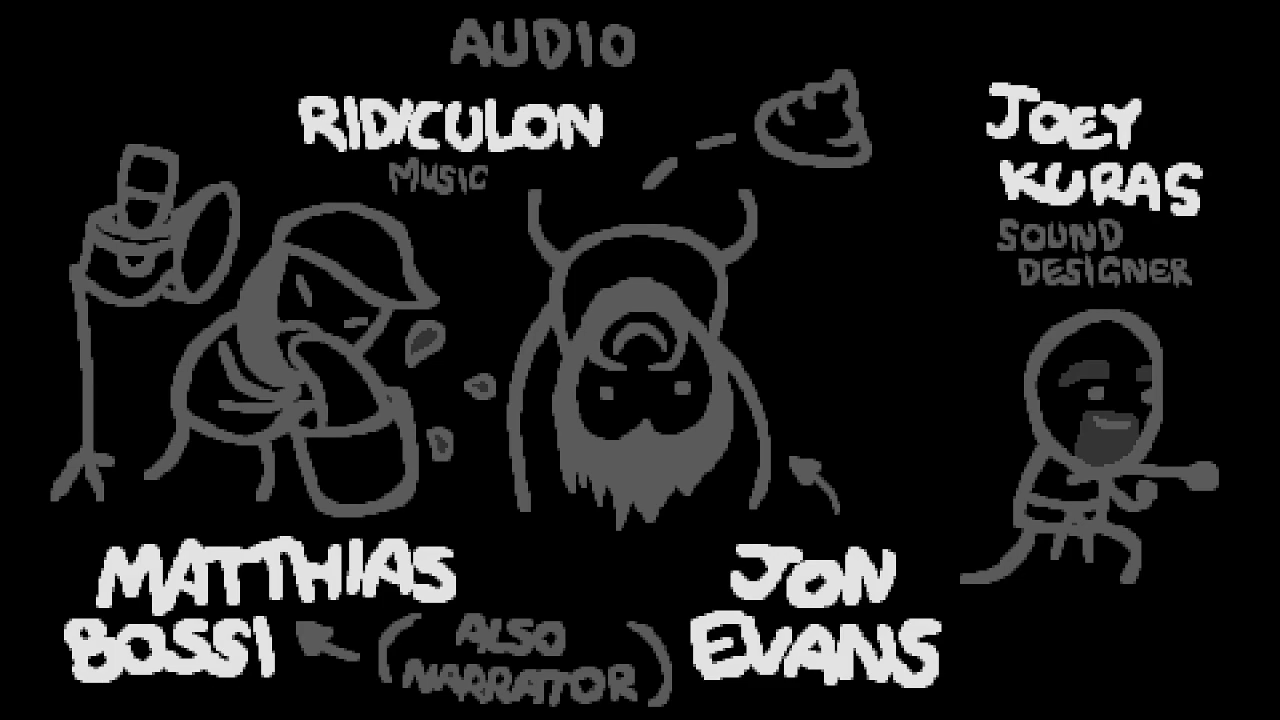 AUDIO
RIDICULON
MUSIC
JOEY
KURAS
SOUND
DESIGNER
MATTHIAS
BOSSI
(ALSO
NARRATOR)
JON
EVANS